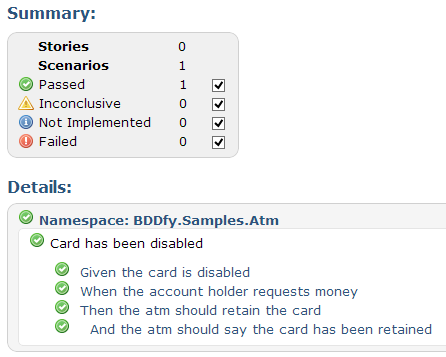 Summary:
Stories 0
Scenarios 1
Passed 1
Inconclusive 0
Not Implemented 0
Failed 0
Details:
Namespace: BDDfy.Samples.Atm
Card has been disabled
Given the card is disabled
When the account holder requests money
Then the atm should retain the card
And the atm should say the card has been retained